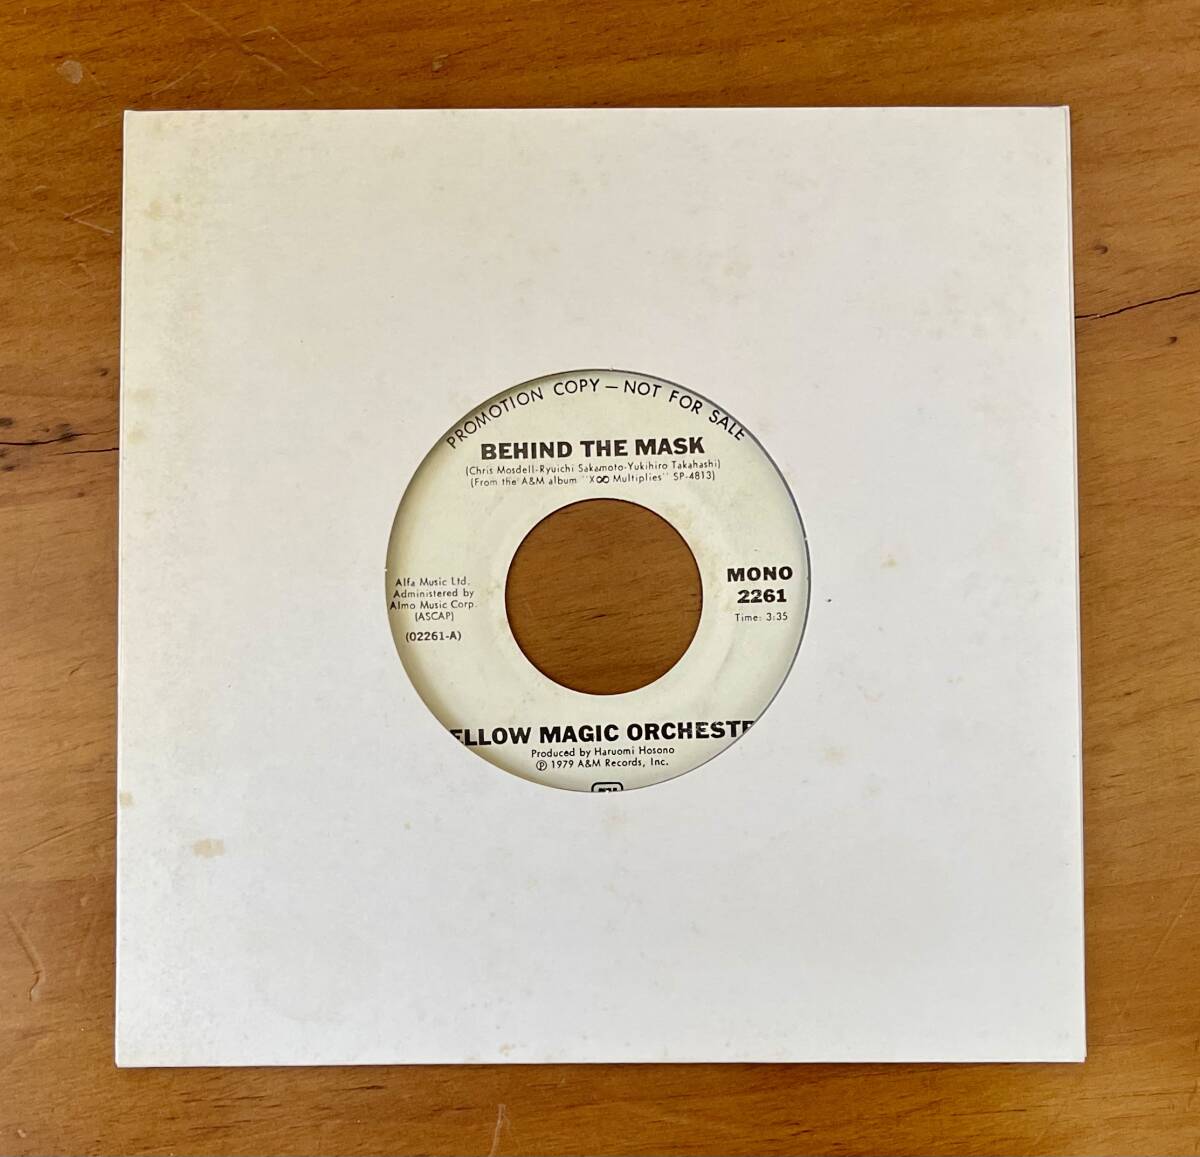 PROMOTION COPY — NOT FOR SALE
BEHIND THE MASK
(Chris Mosdell-Ryuichi Sakamoto-Yukihiro Takahashi)
(From the A&M album "X∞ Multiplies" SP-4813)
Alfa Music Ltd.
Administered by
Almo Music Corp.
(ASCAP)
(02261-A)
MONO
2261
Time: 3:35
ELLOW MAGIC ORCHESTR
Produced by Haruomi Hosono
℗ 1979 A&M Records, Inc.